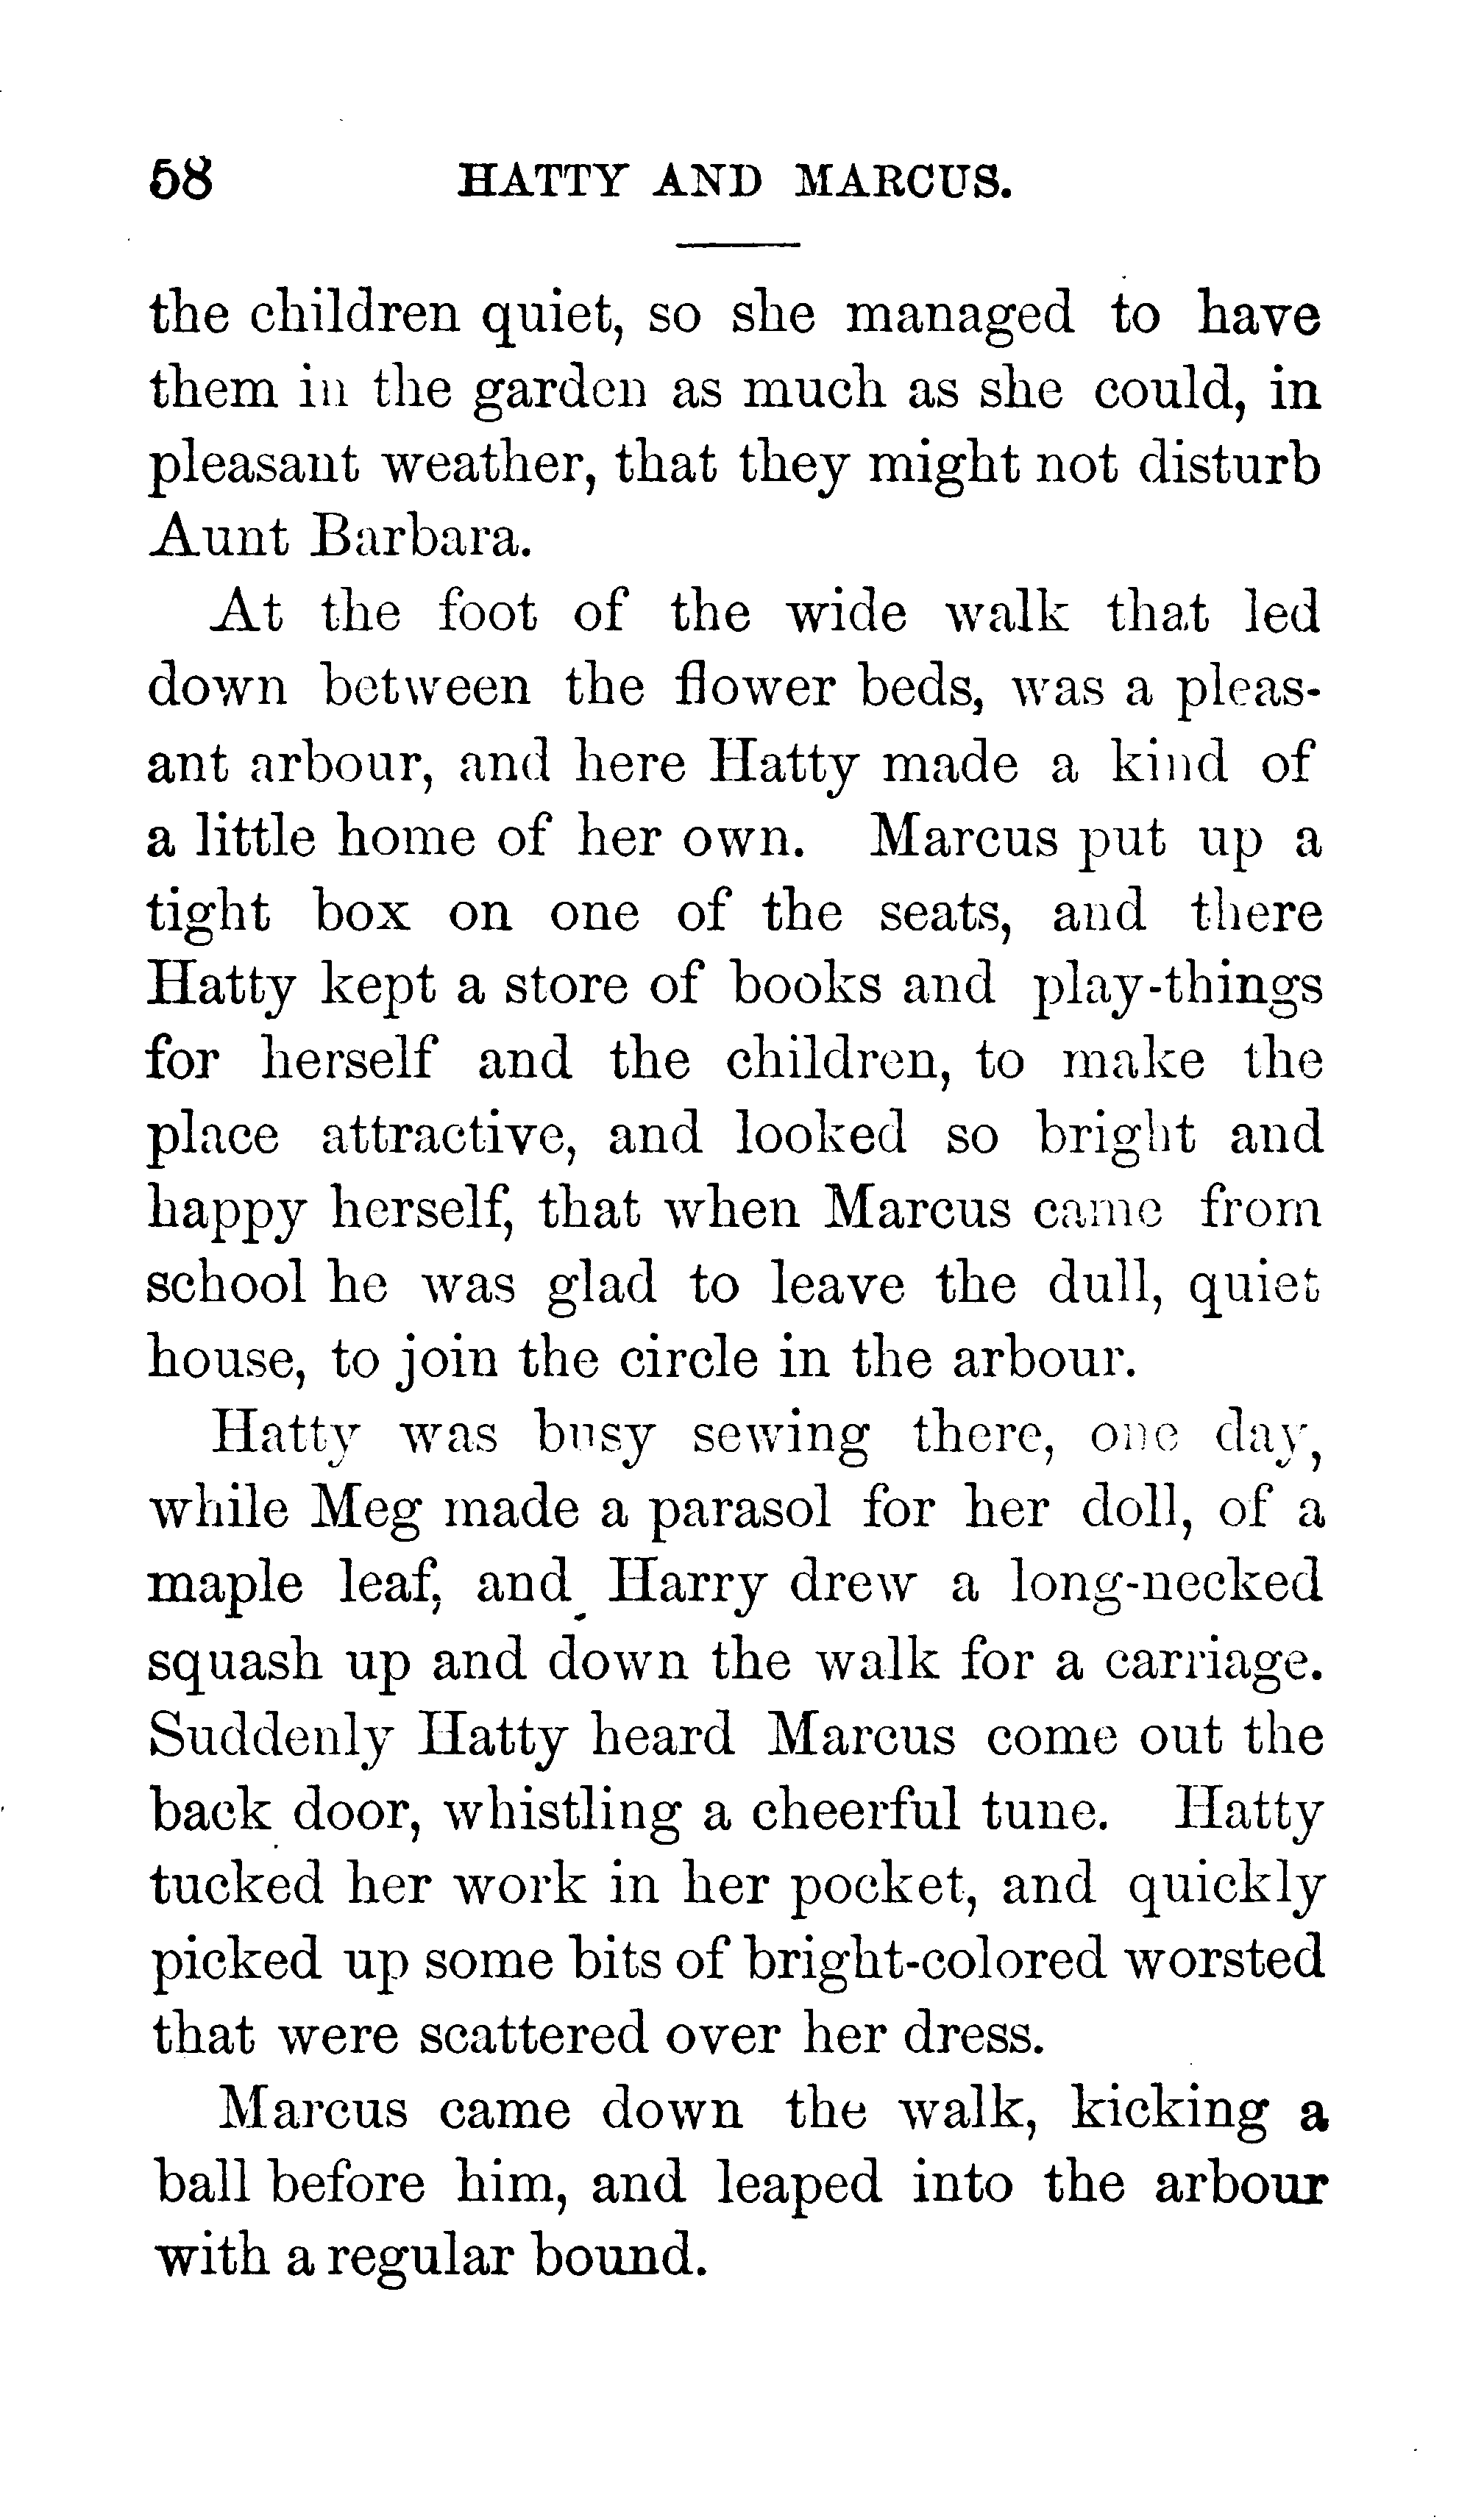 58 HATTY AND MARCUS.
the children quiet, so she managed to have
them in the garden as much as she could, in
pleasant weather, that they might not disturb
Aunt Barbara.
At the foot of the wide walk that led
down between the flower beds, was a pleas-
ant arbour, and here Hatty made a kind of
a little home of her own. Marcus put up a
tight box on one of the seats, and there
Hatty kept a store of books and play-things
for herself and the children, to make the
place attractive, and looked so bright and
happy herself, that when Marcus came from
school he was glad to leave the dull, quiet
house, to join the circle in the arbour.
Hatty was busy sewing there, one day,
while Meg made a parasol for her doll, of a
maple leaf, and Harry drew a long-necked
squash up and down the walk for a carriage.
Suddenly Hatty heard Marcus come out the
back door, whistling a cheerful tune. Hatty
tucked her work in her pocket, and quickly
picked up some bits of bright-colored worsted
that were scattered over her dress.
Marcus came down the walk, kicking a
ball before him, and leaped into the arbour
with a regular bound.